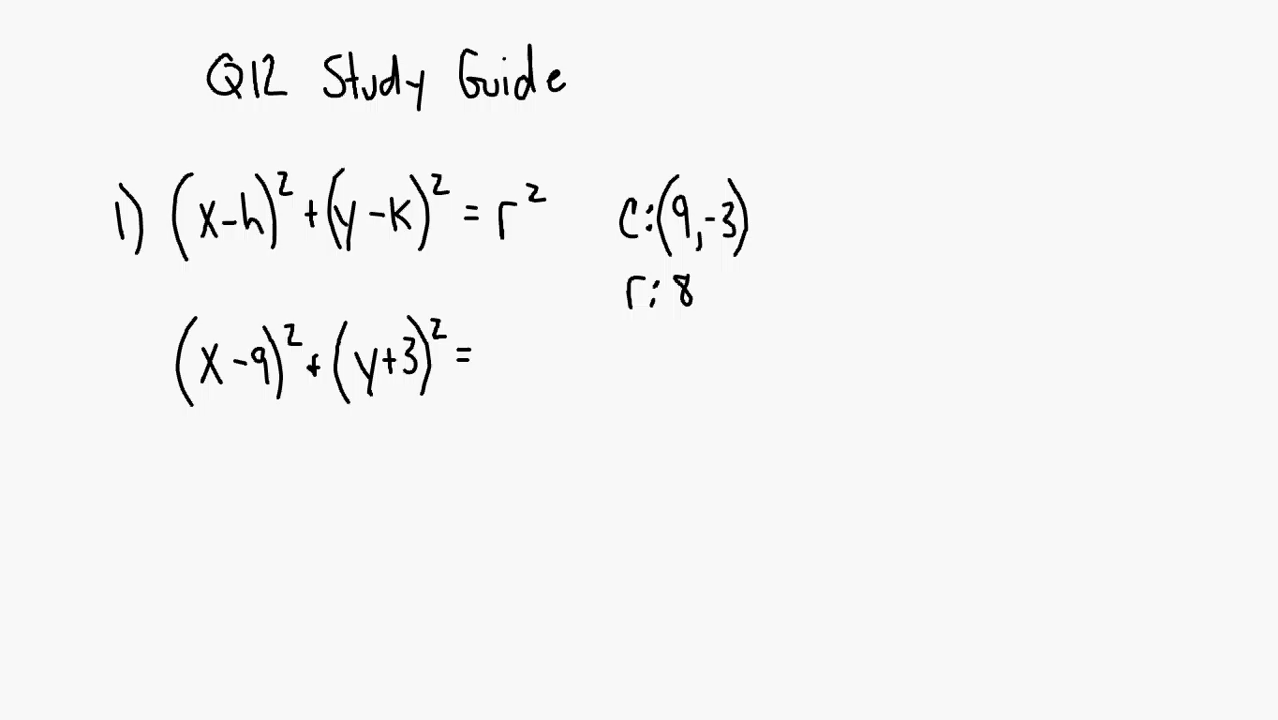 Q12 Study Guide
1) (x-h)² + (y-k)² = r² C: (9,-3)
r: 8
(x-9)² + (y+3)² =